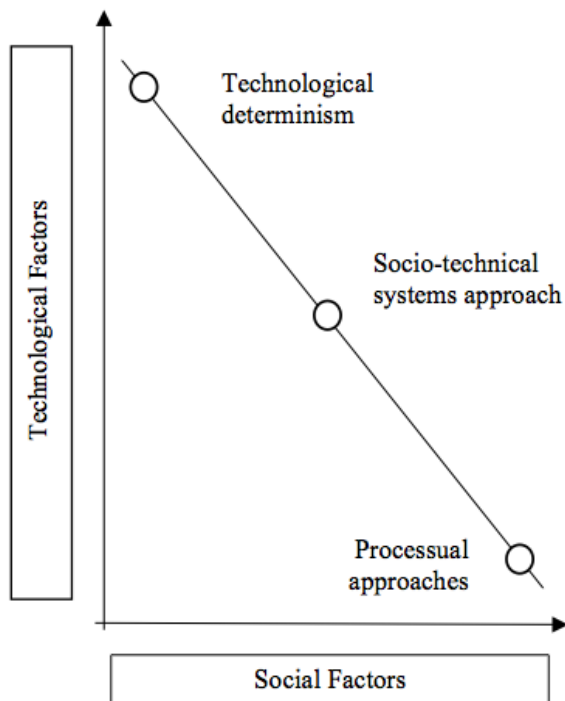 Technological
determinism
Socio-technical
systems approach
Technological Factors
Processual
approaches
Social Factors